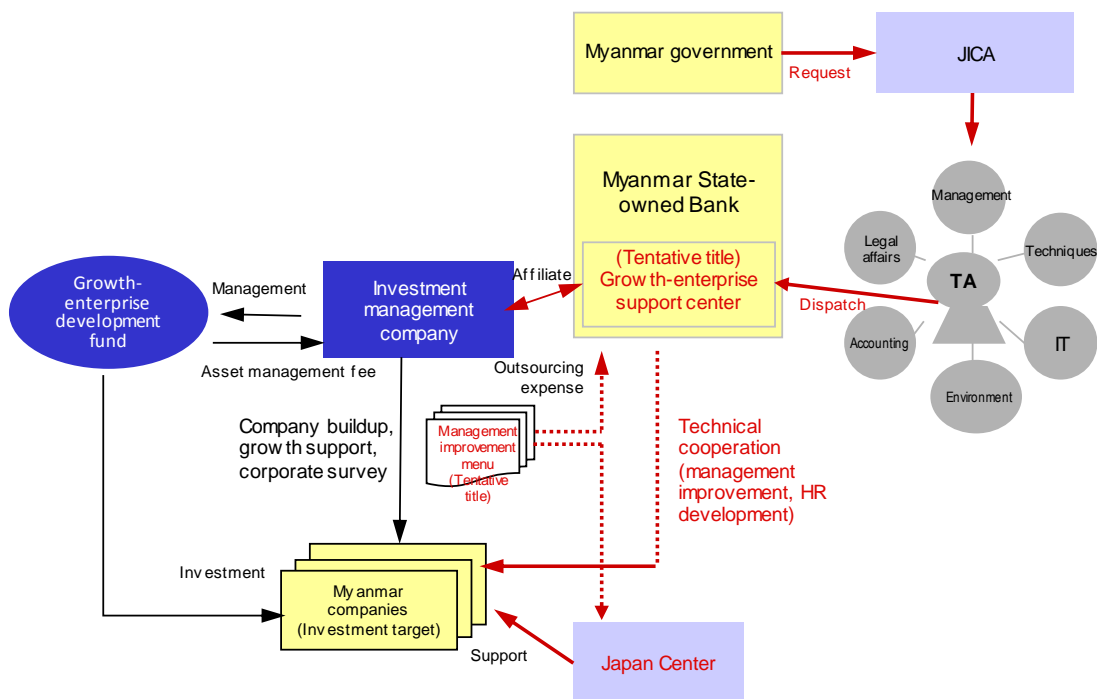 Myanmar government
Request
JICA
Myanmar State-
owned Bank
(Tentative title)
Growth-enterprise
support center
Affiliate
Dispatch
Management
Legal
affairs
Techniques
TA
Accounting
IT
Environment
Growth-
enterprise
development
fund
Management
Asset management fee
Investment
management
company
Outsourcing
expense
Company buildup,
growth support,
corporate survey
Management
improvement
menu
(Tentative
title)
Technical
cooperation
(management
improvement, HR
development)
Investment
Myanmar
companies
(Investment target)
Support
Japan Center